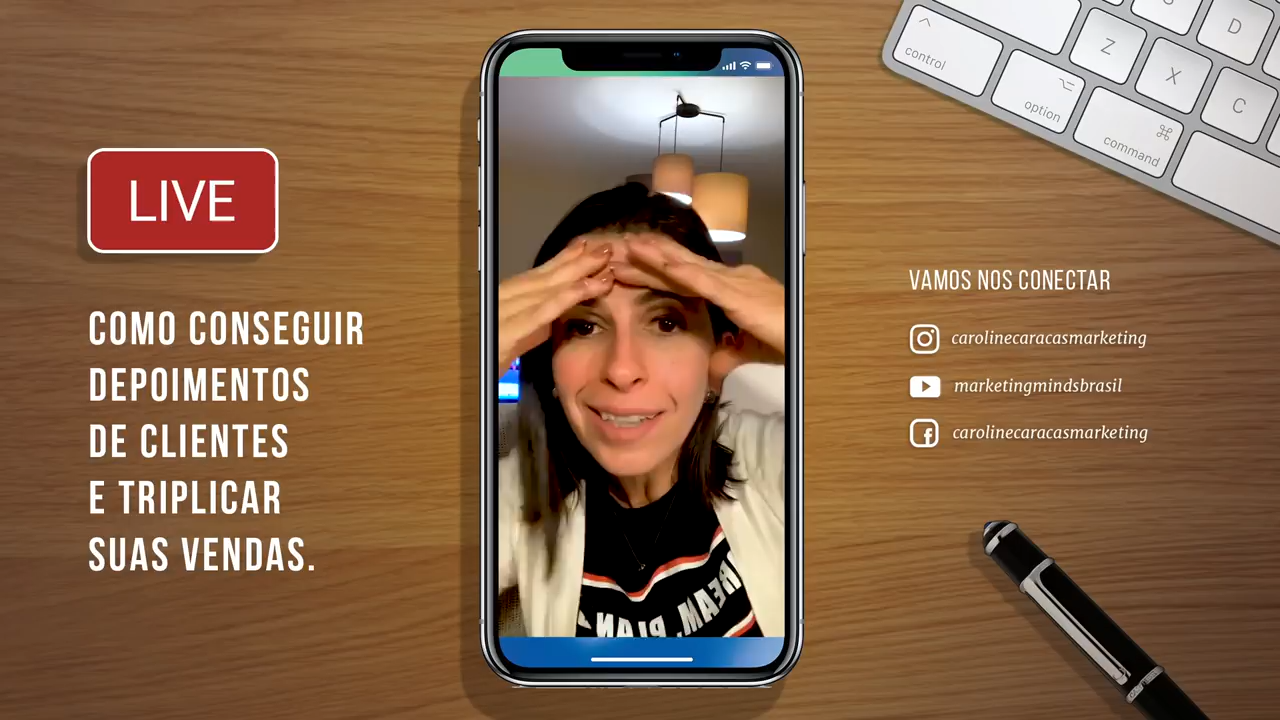 LIVE
COMO CONSEGUIR
DEPOIMENTOS
DE CLIENTES
E TRIPLICAR
SUAS VENDAS.
VAMOS NOS CONECTAR
carolinecaracasmarketing
marketingmindsbrasil
carolinecaracasmarketing
control
option
command
S
D
Z
X
C